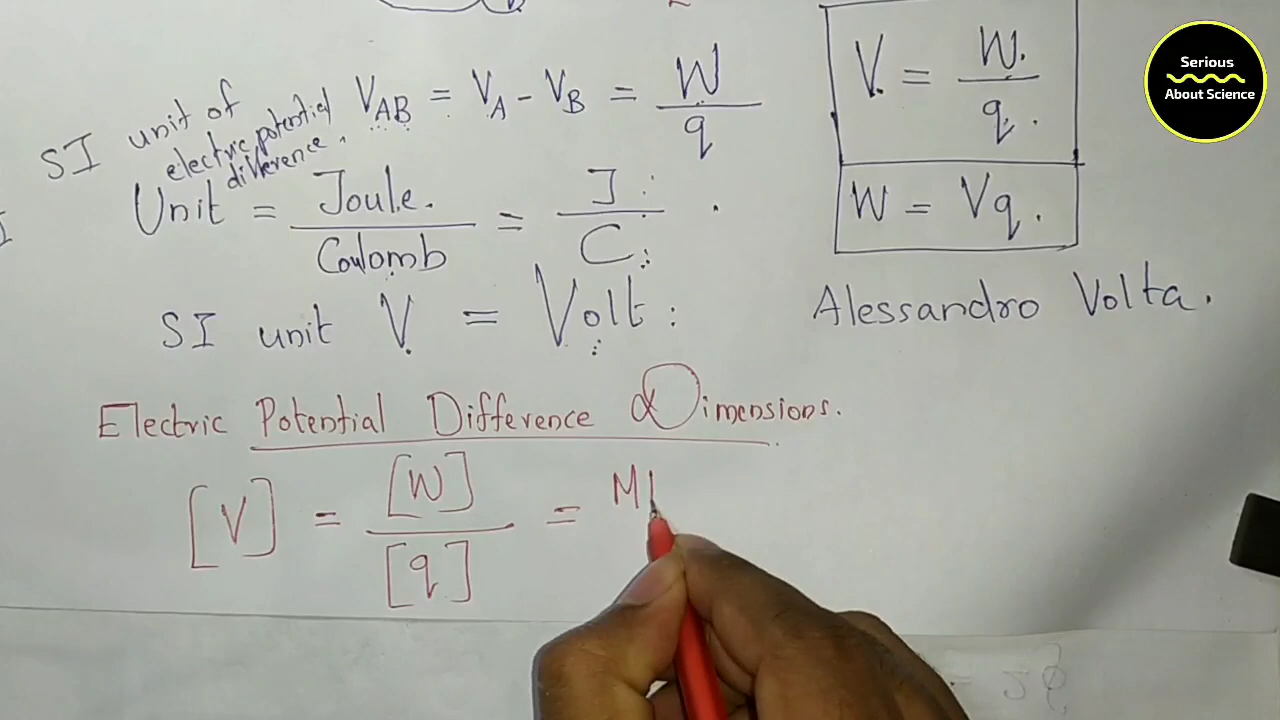 SI unit of electric potential difference. V_AB = V_A - V_B = W/q
Unit = Joule./Coulomb = J/C
SI unit V = Volt:
V = W/q
W = Vq.
Alessandro Volta.
Electric Potential Difference & Dimensions.
[V] = [W]/[q] = ML
Serious
About Science